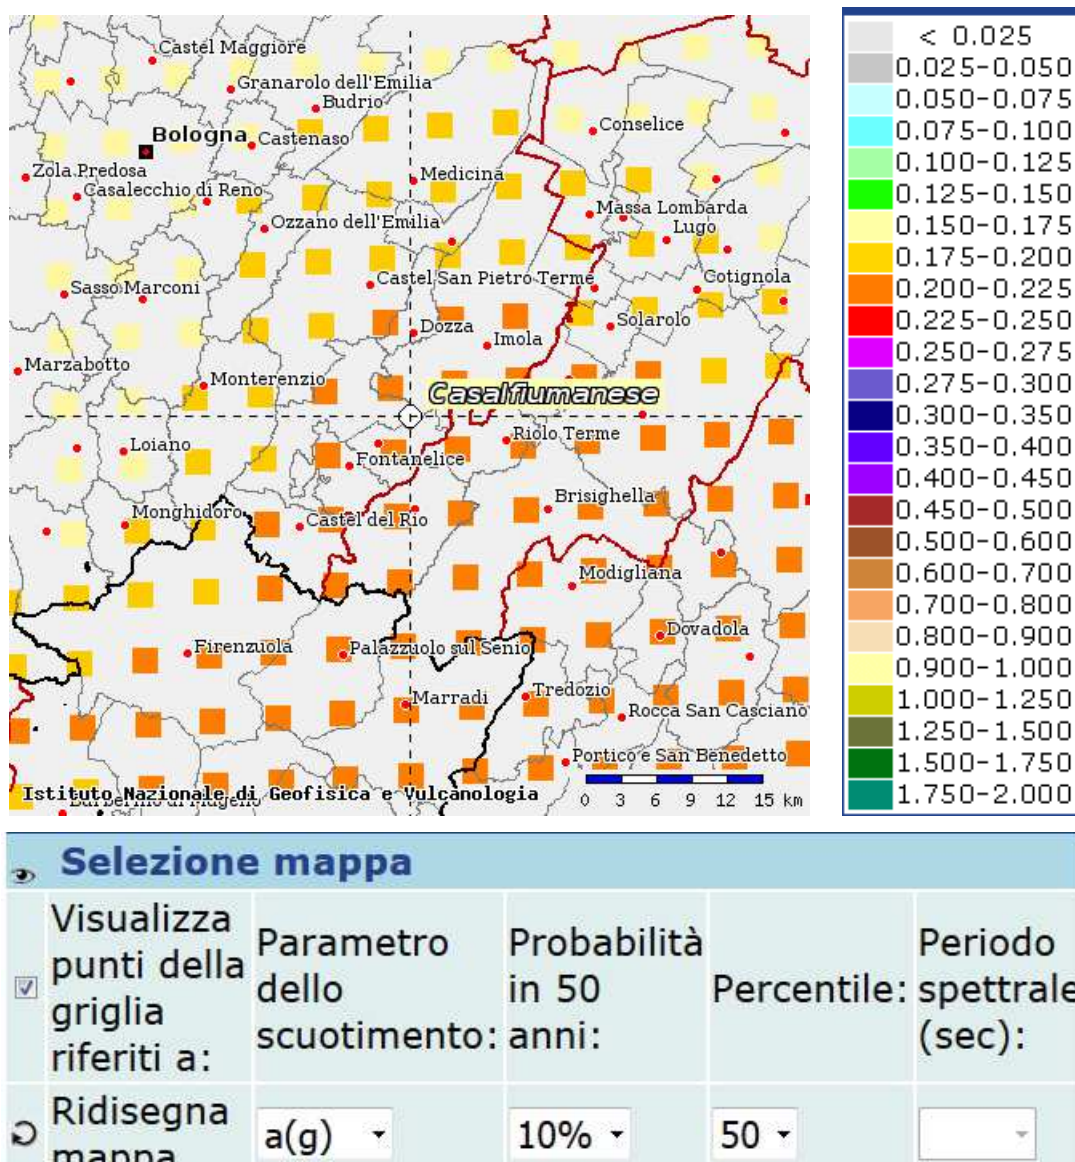 Castel Maggiore
Granarolo dell'Emilia
Budrio
Bologna
Castenaso
Conselice
Zola Predosa
Casalecchio di Reno
Medicina
Massa Lombarda
Ozzano dell'Emilia
Lugo
Sasso Marconi
Castel San Pietro Terme
Cotignola
Dozza
Solarolo
Imola
Marzabotto
Monterenzio
Casalfiumanese
Loiano
Riolo Terme
Fontanelice
Brisighella
Monghidoro
Castel del Rio
Modigliana
Firenzuola
Palazzuolo sul Senio
Dovadola
Marradi
Tredozio
Rocca San Casciano
Portico e San Benedetto
Barberino di Mugello
Istituto Nazionale di Geofisica e Vulcanologia
0 3 6 9 12 15 km
< 0.025
0.025-0.050
0.050-0.075
0.075-0.100
0.100-0.125
0.125-0.150
0.150-0.175
0.175-0.200
0.200-0.225
0.225-0.250
0.250-0.275
0.275-0.300
0.300-0.350
0.350-0.400
0.400-0.450
0.450-0.500
0.500-0.600
0.600-0.700
0.700-0.800
0.800-0.900
0.900-1.000
1.000-1.250
1.250-1.500
1.500-1.750
1.750-2.000
Selezione mappa
Visualizza
punti della
griglia
riferiti a:
Parametro
dello
scuotimento:
Probabilità
in 50
anni:
Percentile:
Periodo
spettrale
(sec):
Ridisegna
mappa
a(g)
10%
50